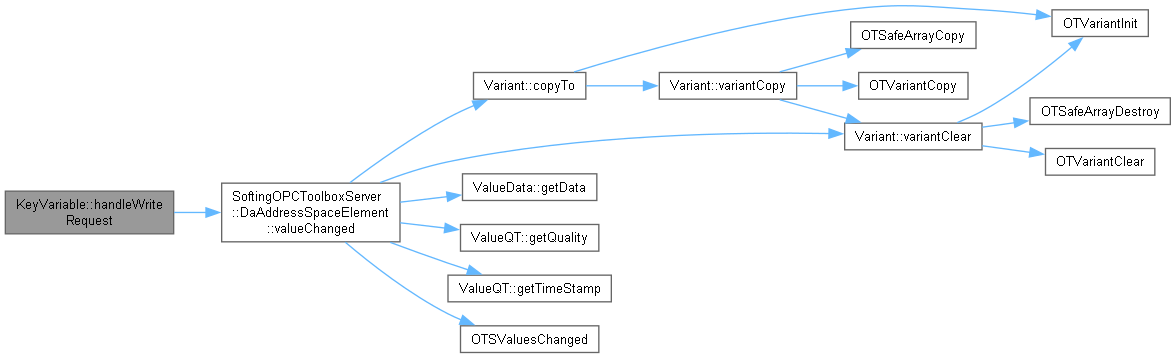 KeyVariable::handleWrite
Request
SoftingOPCToolboxServer
::DaAddressSpaceElement
::valueChanged
Variant::copyTo
ValueData::getData
ValueQT::getQuality
ValueQT::getTimeStamp
OTSValuesChanged
Variant::variantCopy
OTSafeArrayCopy
OTVariantCopy
Variant::variantClear
OTVariantInit
OTSafeArrayDestroy
OTVariantClear